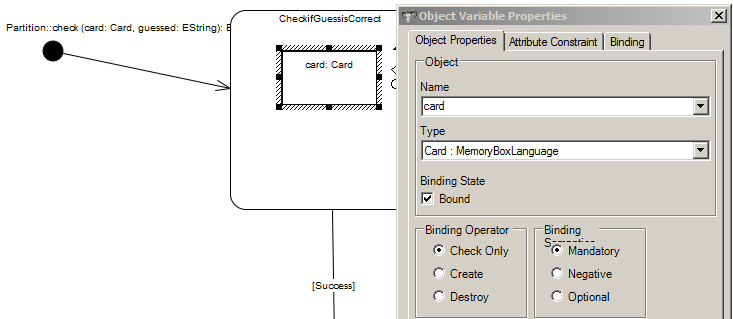 Partition::check (card: Card, guessed: EString): E
CheckifGuessisCorrect
card: Card
[Success]
Object Variable Properties
Object Properties
Attribute Constraint
Binding
Object
Name
card
Type
Card : MemoryBoxLanguage
Binding State
Bound
Binding Operator
Check Only
Create
Destroy
Binding
Semantics
Mandatory
Negative
Optional